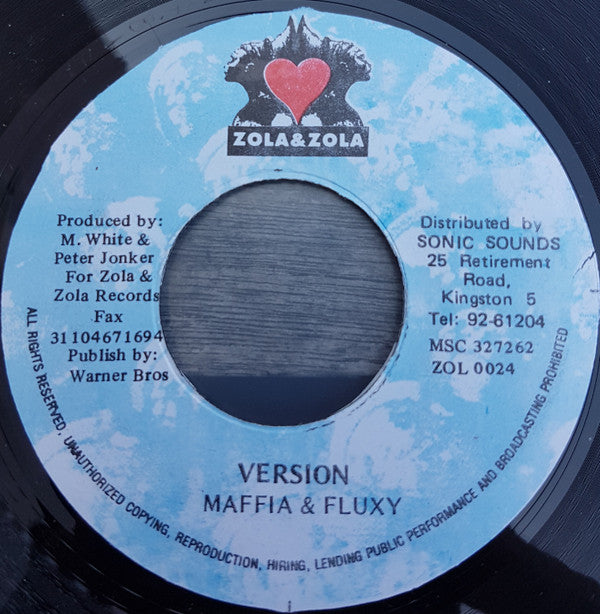 ZOLA&ZOLA
Produced by:
M. White &
Peter Jonker
For Zola &
Zola Records
Fax
31104671694
Publish by:
Warner Bros
Distributed by
SONIC SOUNDS
25 Retirement
Road,
Kingston 5
Tel: 92-61204
MSC 327262
ZOL 0024
VERSION
MAFFIA & FLUXY
ALL RIGHTS RESERVED, UNAUTHORIZED COPYING, REPRODUCTION, HIRING, LENDING PUBLIC PERFORMANCE AND BROADCASTING PROHIBITED